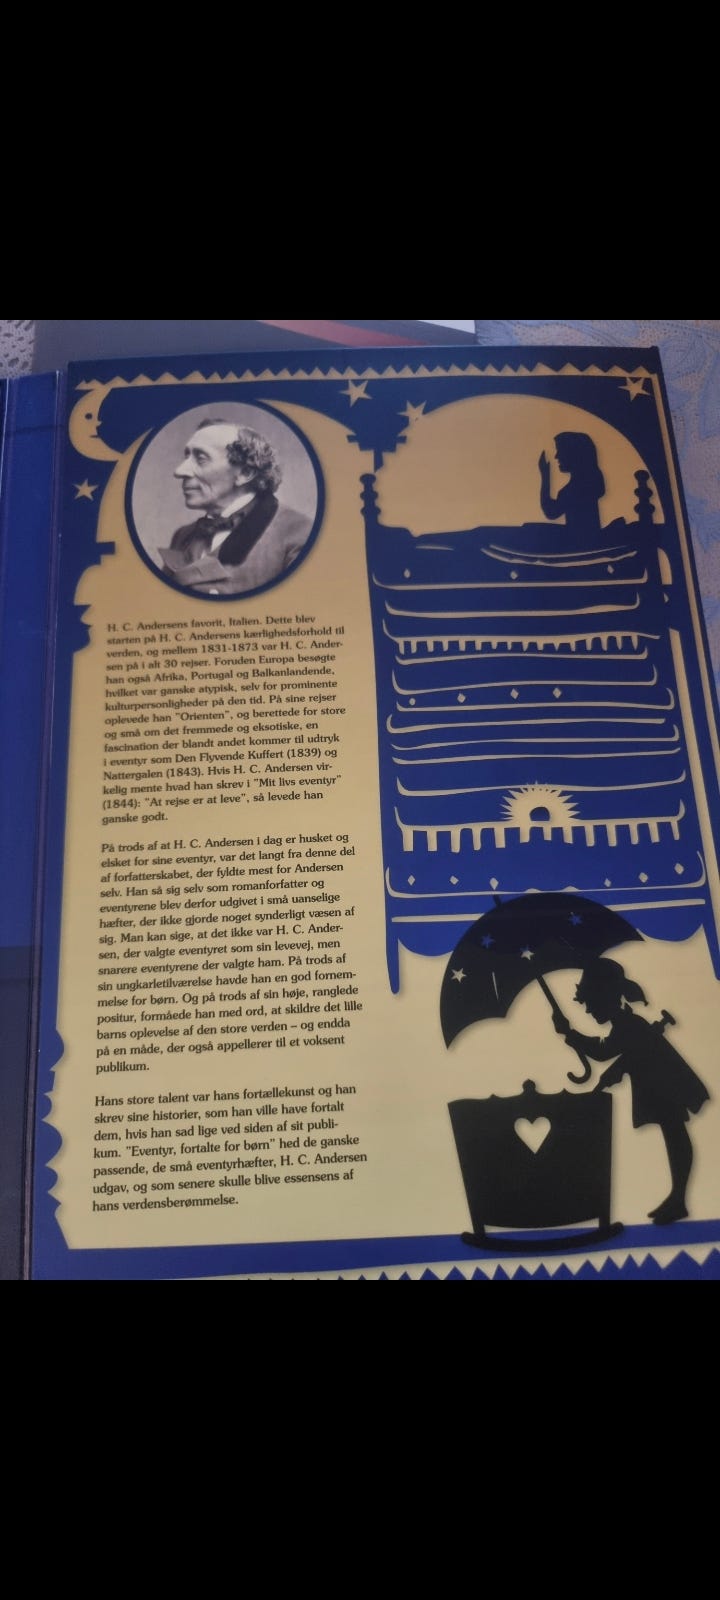 H. C. Andersens favorit, Italien. Dette blev
starten på H. C. Andersens kærlighedsforhold til
verden, og mellem 1831-1873 var H. C. Ander-
sen på i alt 30 rejser. Foruden Europa besøgte
han også Afrika, Portugal og Balkanlandende,
hvilket var ganske atypisk, selv for prominente
kulturpersonligheder på den tid. På sine rejser
oplevede han "Orienten", og berettede for store
og små om det fremmede og eksotiske, en
fascination der blandt andet kommer til udtryk
i eventyr som Den Flyvende Kuffert (1839) og
Nattergalen (1843). Hvis H. C. Andersen vir-
kelig mente hvad han skrev i "Mit livs eventyr"
(1844): "At rejse er at leve", så levede han
ganske godt.
På trods af at H. C. Andersen i dag er husket og
elsket for sine eventyr, var det langt fra denne del
af forfatterskabet, der fyldte mest for Andersen
selv. Han så sig selv som romanforfatter og
eventyrene blev derfor udgivet i små uanselige
hæfter, der ikke gjorde noget synderligt væsen af
sig. Man kan sige, at det ikke var H. C. Ander-
sen, der valgte eventyret som sin levevej, men
snarere eventyrene der valgte ham. På trods af
sin ungkarletilværelse havde han en god fornem-
melse for børn. Og på trods af sin høje, ranglede
positur, formåede han med ord, at skildre det lille
barns oplevelse af den store verden – og endda
på en måde, der også appellerer til et voksent
publikum.
Hans store talent var hans fortællekunst og han
skrev sine historier, som han ville have fortalt
dem, hvis han sad lige ved siden af sit publi-
kum. "Eventyr, fortalte for børn" hed de ganske
passende, de små eventyrhæfter, H. C. Andersen
udgav, og som senere skulle blive essensens af
hans verdensberømmelse.